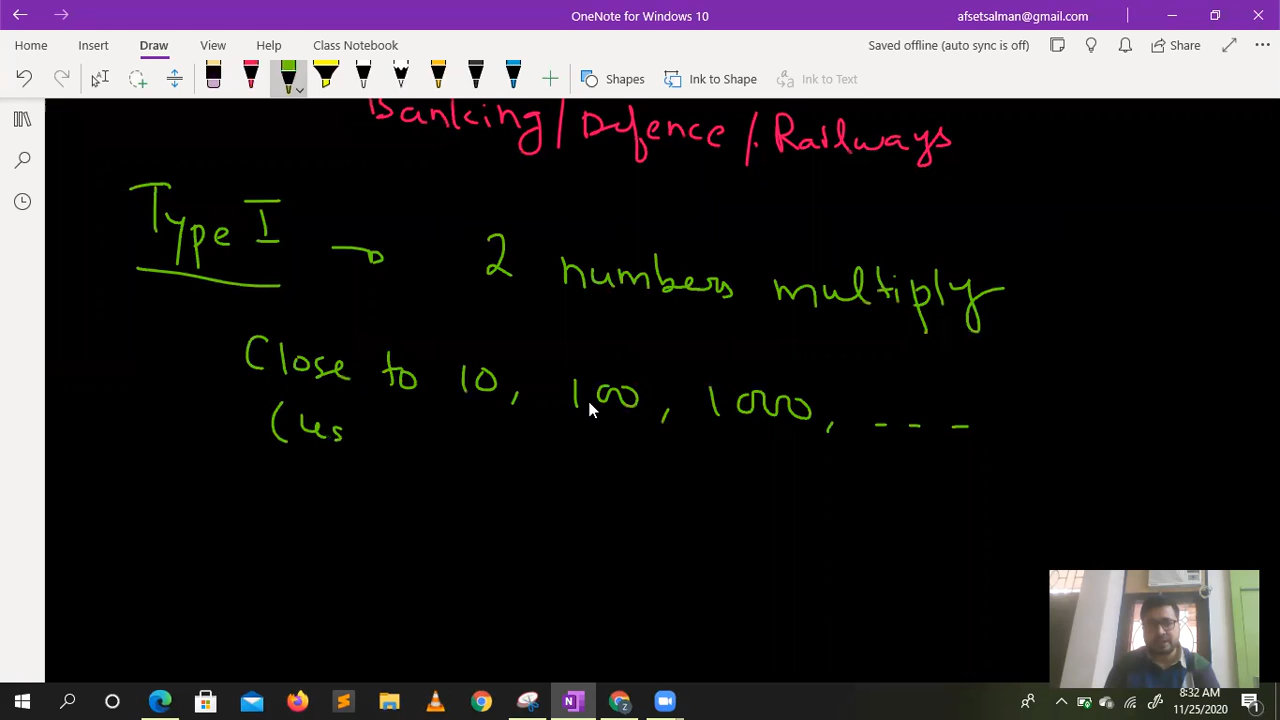 OneNote for Windows 10
afsetsalman@gmail.com
Home Insert Draw View Help Class Notebook
Saved offline (auto sync is off)
Share
Shapes
Ink to Shape
Ink to Text
Banking/Defence/Railways
Type I → 2 numbers multiply
Close to 10, 100, 1000, - - -
(us
8:32 AM
11/25/2020